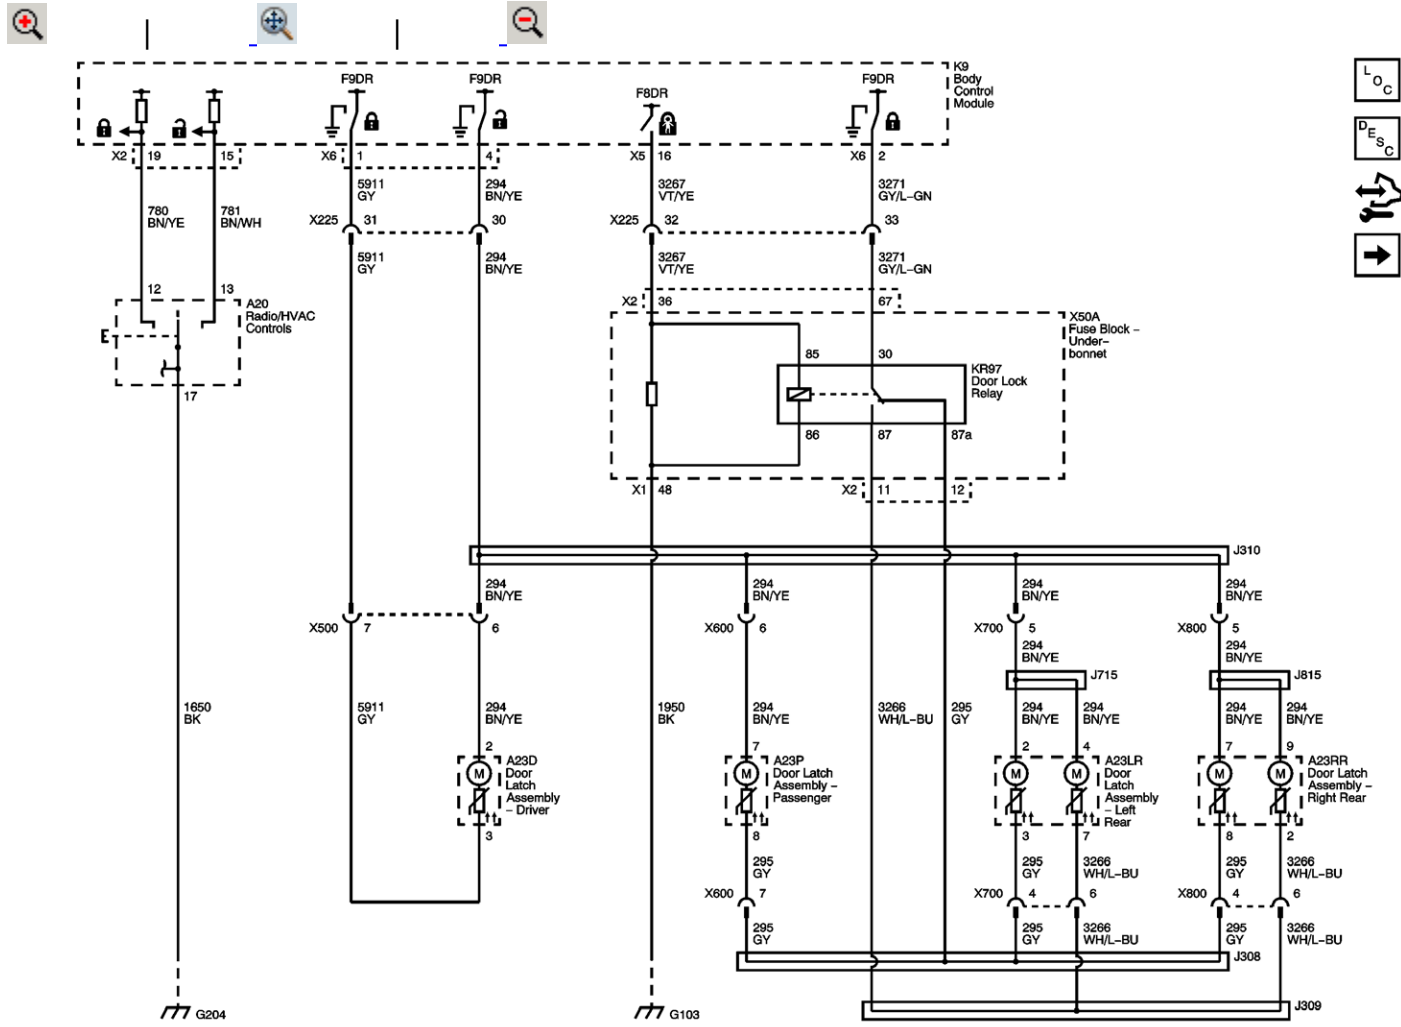 K9
Body
Control
Module
F9DR
F9DR
F8DR
F9DR
L
O
C
D
E
S
C
X2 19 15
X6 1 4
X5 16
X6 2
780
BN/YE
781
BN/WH
5911
GY
294
BN/YE
3267
VT/YE
3271
GY/L-GN
X225 31 30
X225 32 33
5911
GY
294
BN/YE
3267
VT/YE
3271
GY/L-GN
12 13
A20
Radio/HVAC
Controls
17
X2 36 67
X50A
Fuse Block -
Under-
bonnet
85 30
KR97
Door Lock
Relay
86 87 87a
X1 48
X2 11 12
J310
294
BN/YE
294
BN/YE
294
BN/YE
294
BN/YE
X500 7 6
X600 6
X700 5
X800 5
294
BN/YE
294
BN/YE
J715
J815
1650
BK
5911
GY
294
BN/YE
1950
BK
294
BN/YE
3266
WH/L-BU
295
GY
294
BN/YE
294
BN/YE
294
BN/YE
294
BN/YE
2
M
A23D
Door
Latch
Assembly
- Driver
3
7
M
A23P
Door Latch
Assembly -
Passenger
8
2 4
M M
A23LR
Door
Latch
Assembly
- Left
Rear
3 7
7 9
M M
A23RR
Door Latch
Assembly -
Right Rear
8 2
295
GY
295
GY
3266
WH/L-BU
295
GY
3266
WH/L-BU
X600 7
X700 4 6
X800 4 6
295
GY
295
GY
3266
WH/L-BU
295
GY
3266
WH/L-BU
J308
J309
G204
G103